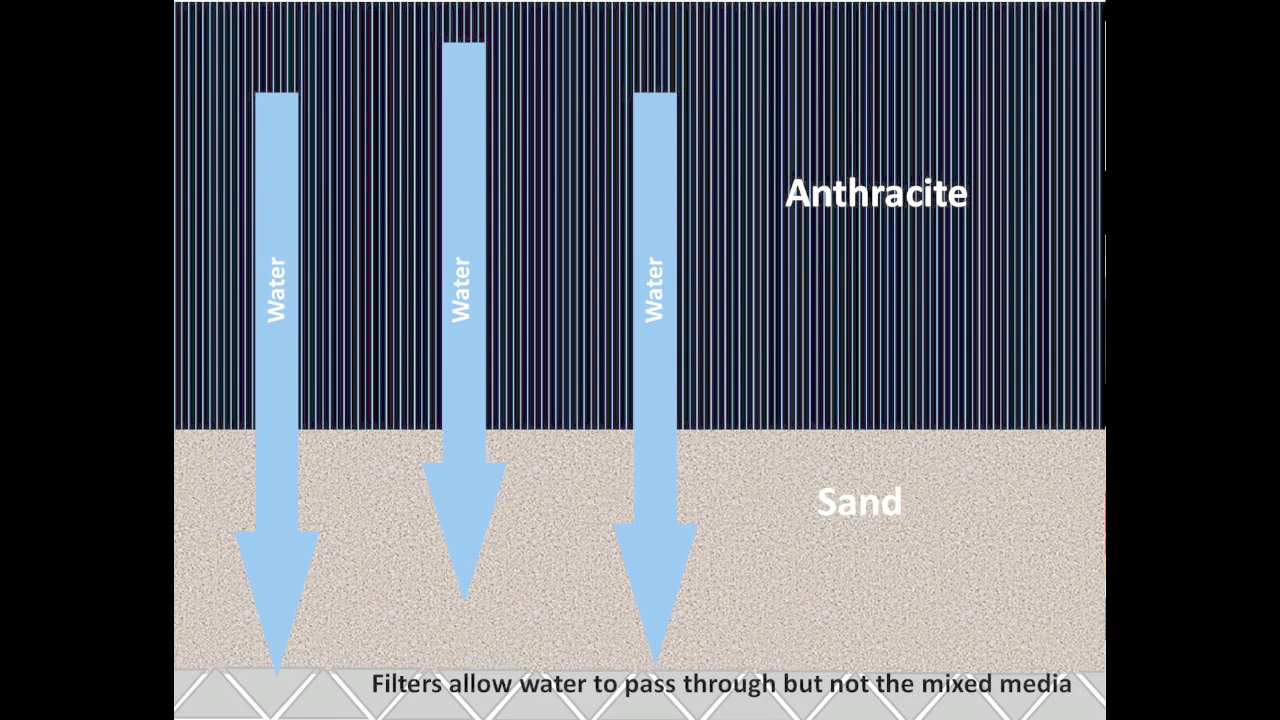 Anthracite
Water
Water
Water
Sand
Filters allow water to pass through but not the mixed media